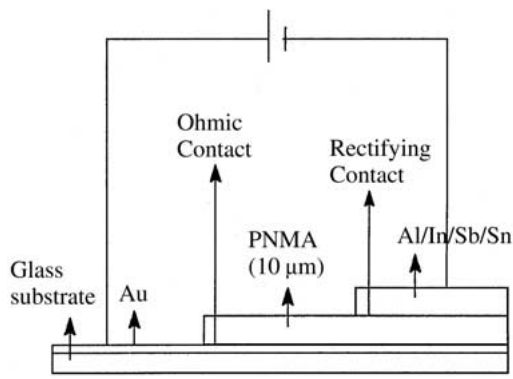 Ohmic
Contact
Rectifying
Contact
PNMA
(10 μm)
Al/In/Sb/Sn
Glass
substrate
Au